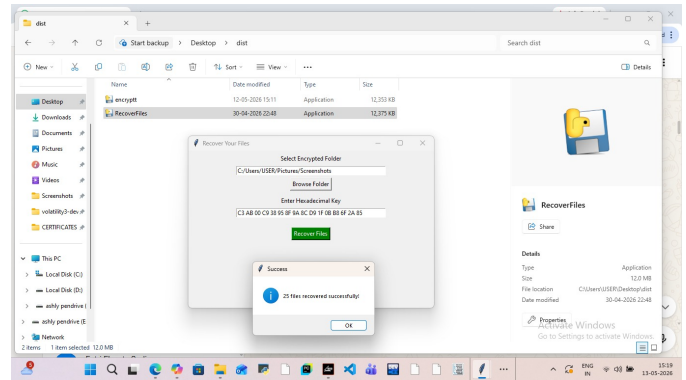 dist
Start backup > Desktop > dist
Search dist
New
Sort
View
Details
Name
Date modified
Type
Size
encryptt
12-05-2026 15:11
Application
12,353 KB
RecoverFiles
30-04-2026 22:48
Application
12,375 KB
Desktop
Downloads
Documents
Pictures
Music
Videos
Screenshots
volatility3-dev
CERTIFICATES
This PC
Local Disk (C:)
Local Disk (D:)
ashly pendrive (
ashly pendrive (E
Network
2 items
1 item selected 12.0 MB
Recover Your Files
Select Encrypted Folder
C:/Users/USER/Pictures/Screenshots
Browse Folder
Enter Hexadecimal Key
C3 AB 00 C9 38 95 8F 9A 8C D9 1F 0B B8 6F 2A 85
Recover Files
Success
25 files recovered successfully!
OK
RecoverFiles
Share
Details
Type
Application
Size
12.0 MB
File location
C:\Users\USER\Desktop\dist
Date modified
30-04-2026 22:48
Properties
Activate Windows
Go to Settings to activate Windows.
ENG
IN
15:19
13-05-2026